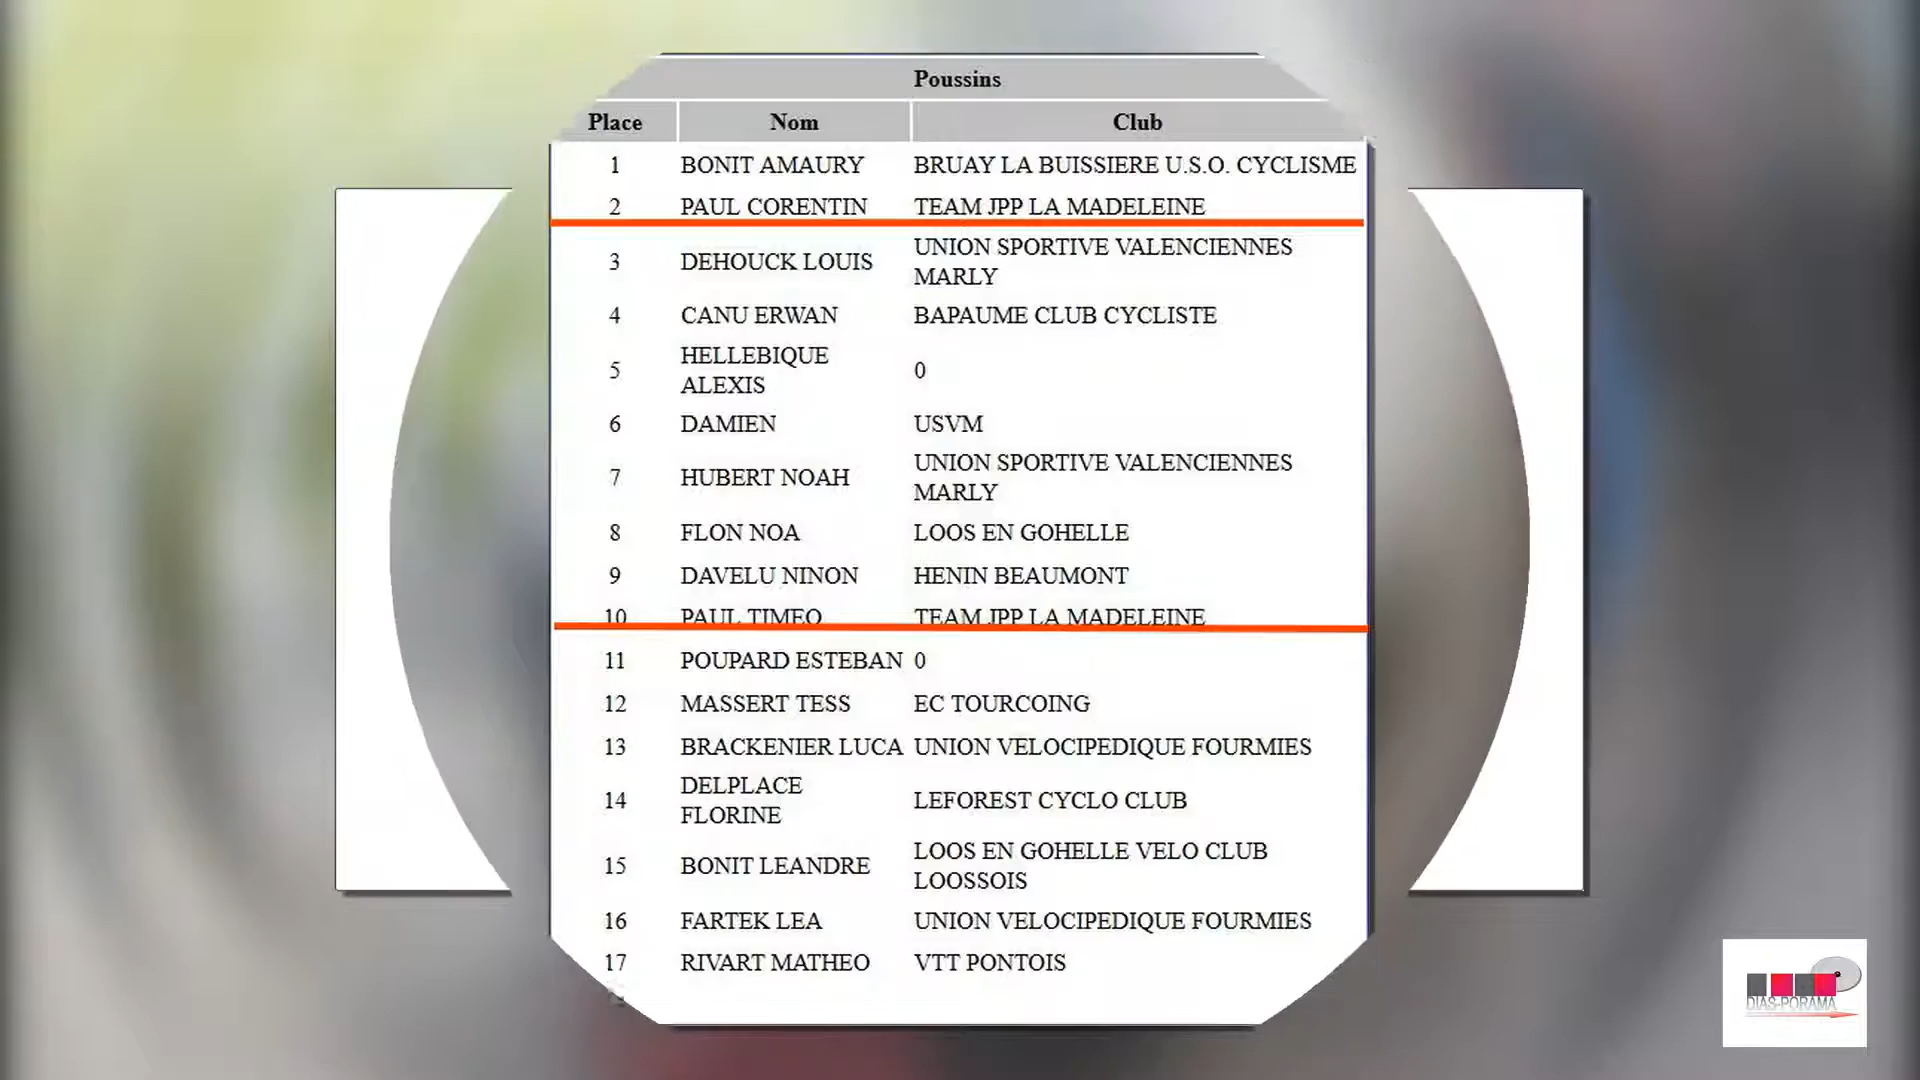 Poussins
Place Nom Club
1 BONIT AMAURY BRUAY LA BUISSIERE U.S.O. CYCLISME
2 PAUL CORENTIN TEAM JPP LA MADELEINE
3 DEHOUCK LOUIS UNION SPORTIVE VALENCIENNES
MARLY
4 CANU ERWAN BAPAUME CLUB CYCLISTE
5 HELLEBIQUE
ALEXIS 0
6 DAMIEN USVM
7 HUBERT NOAH UNION SPORTIVE VALENCIENNES
MARLY
8 FLON NOA LOOS EN GOHELLE
9 DAVELU NINON HENIN BEAUMONT
10 PAUL TIMEO TEAM JPP LA MADELEINE
11 POUPARD ESTEBAN 0
12 MASSERT TESS EC TOURCOING
13 BRACKENIER LUCA UNION VELOCIPEDIQUE FOURMIES
14 DELPLACE
FLORINE LEFOREST CYCLO CLUB
15 BONIT LEANDRE LOOS EN GOHELLE VELO CLUB
LOOSSOIS
16 FARTEK LEA UNION VELOCIPEDIQUE FOURMIES
17 RIVART MATHEO VTT PONTOIS
DIAS-PORAMA